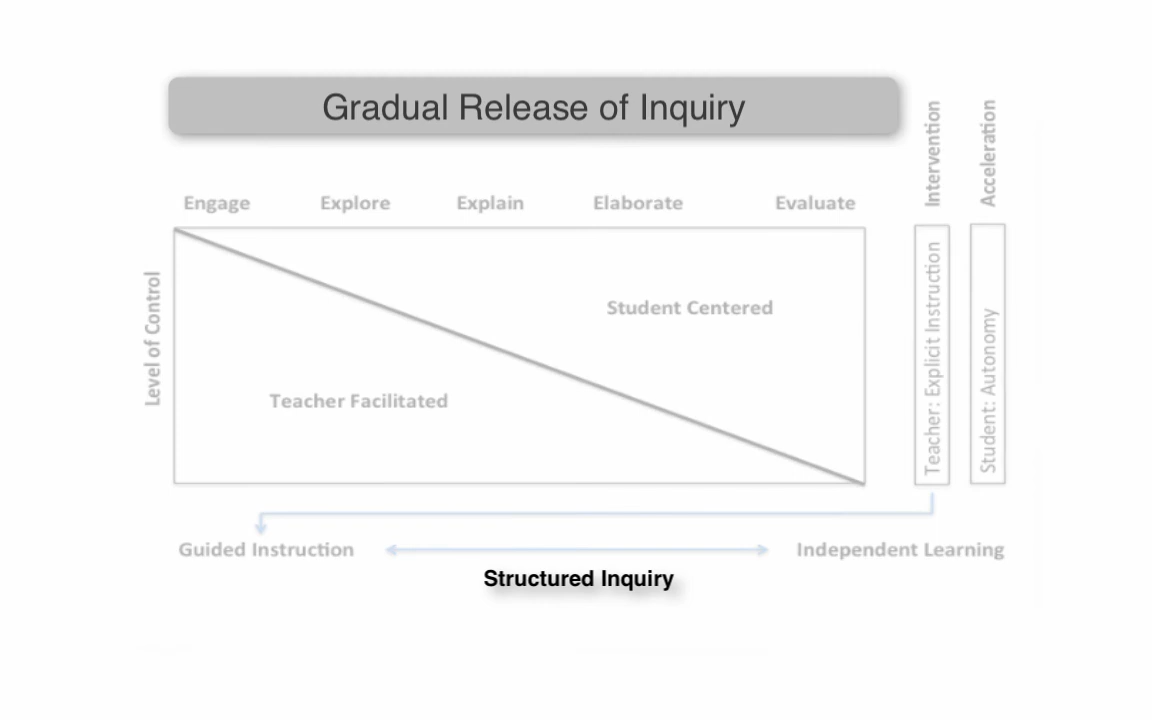 Gradual Release of Inquiry
Intervention
Acceleration
Engage
Explore
Explain
Elaborate
Evaluate
Level of Control
Student Centered
Teacher Facilitated
Teacher: Explicit Instruction
Student: Autonomy
Guided Instruction
Independent Learning
Structured Inquiry